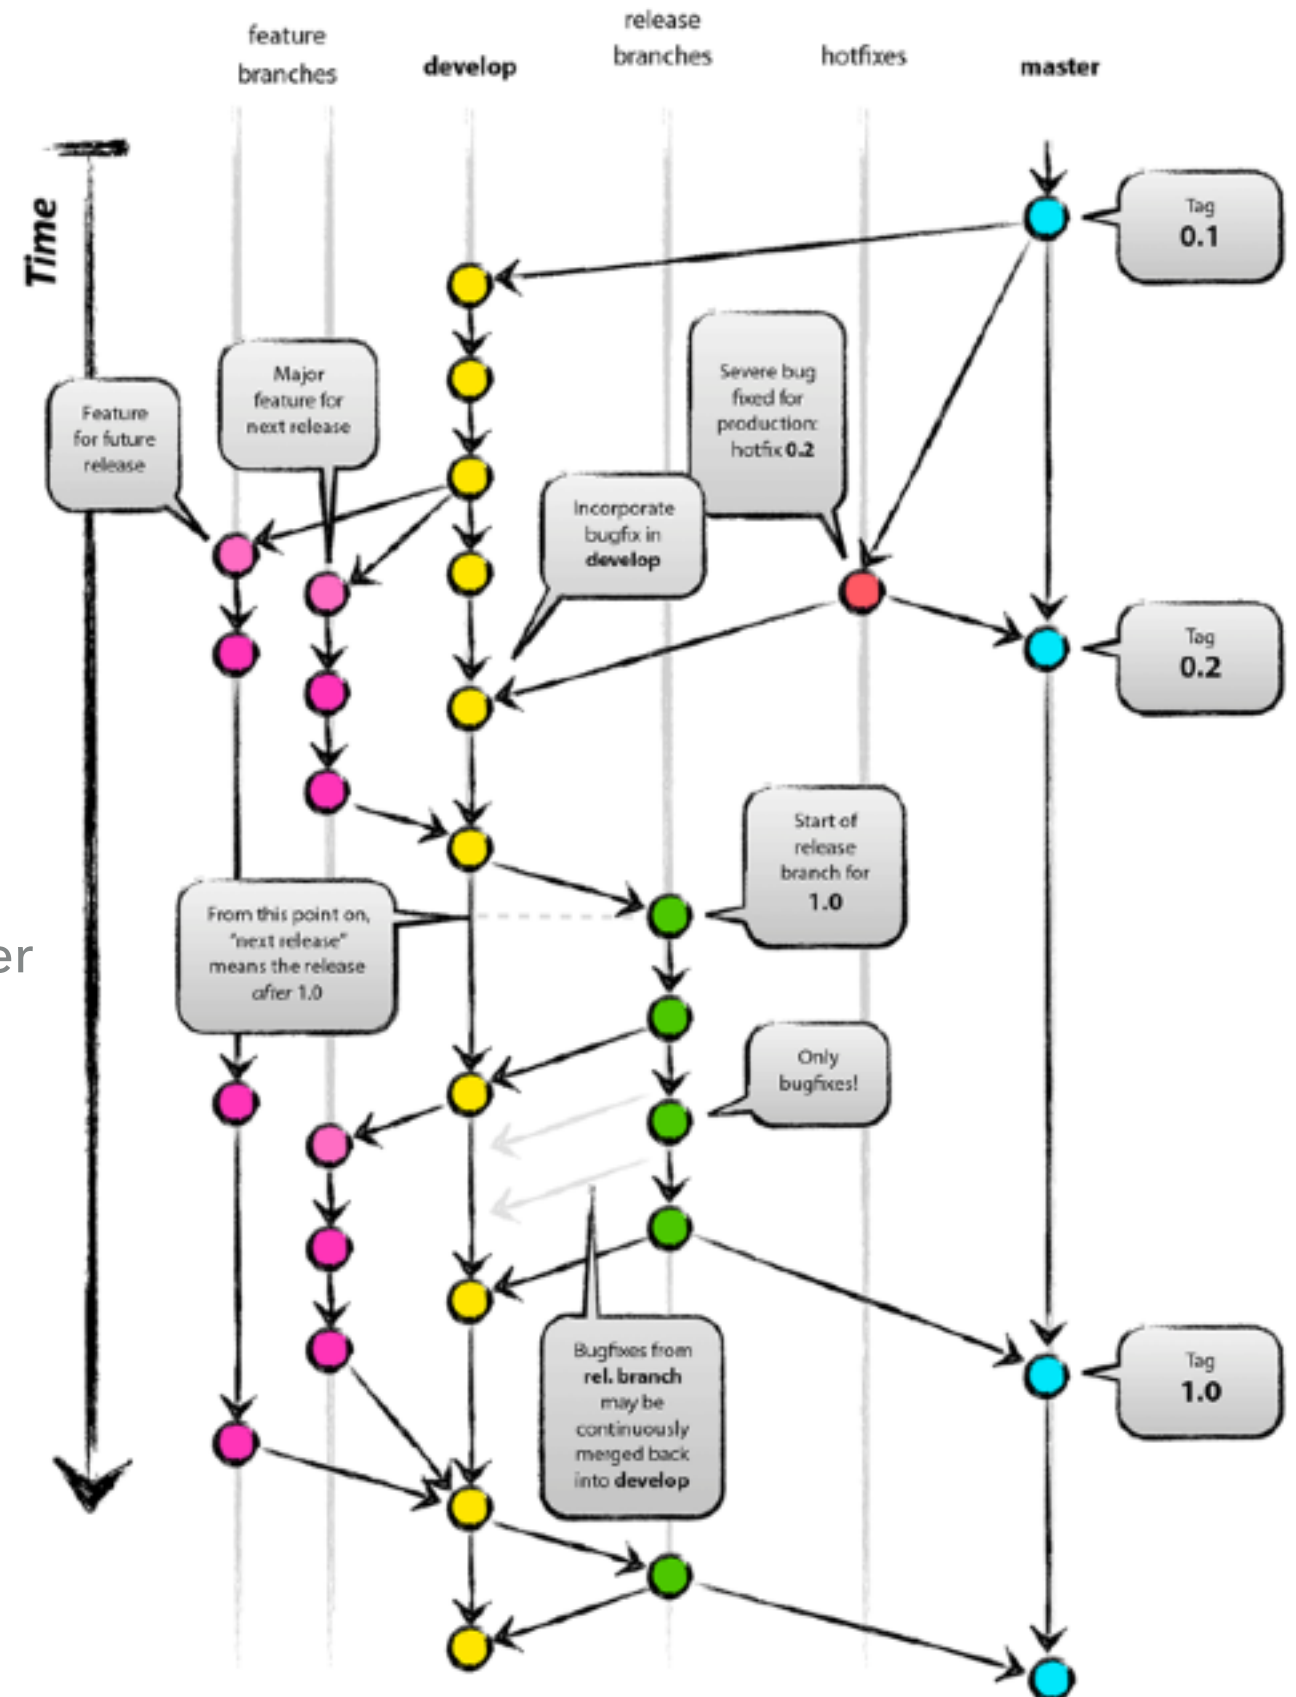 feature
branches
develop
release
branches
hotfixes
master
Time
Tag
0.1
Major
feature for
next release
Feature
for future
release
Severe bug
fixed for
production:
hotfix 0.2
Incorporate
bugfix in
develop
Tag
0.2
Start of
release
branch for
1.0
From this point on,
"next release"
means the release
after 1.0
er
Only
bugfixes!
Bugfixes from
rel. branch
may be
continuously
merged back
into develop
Tag
1.0